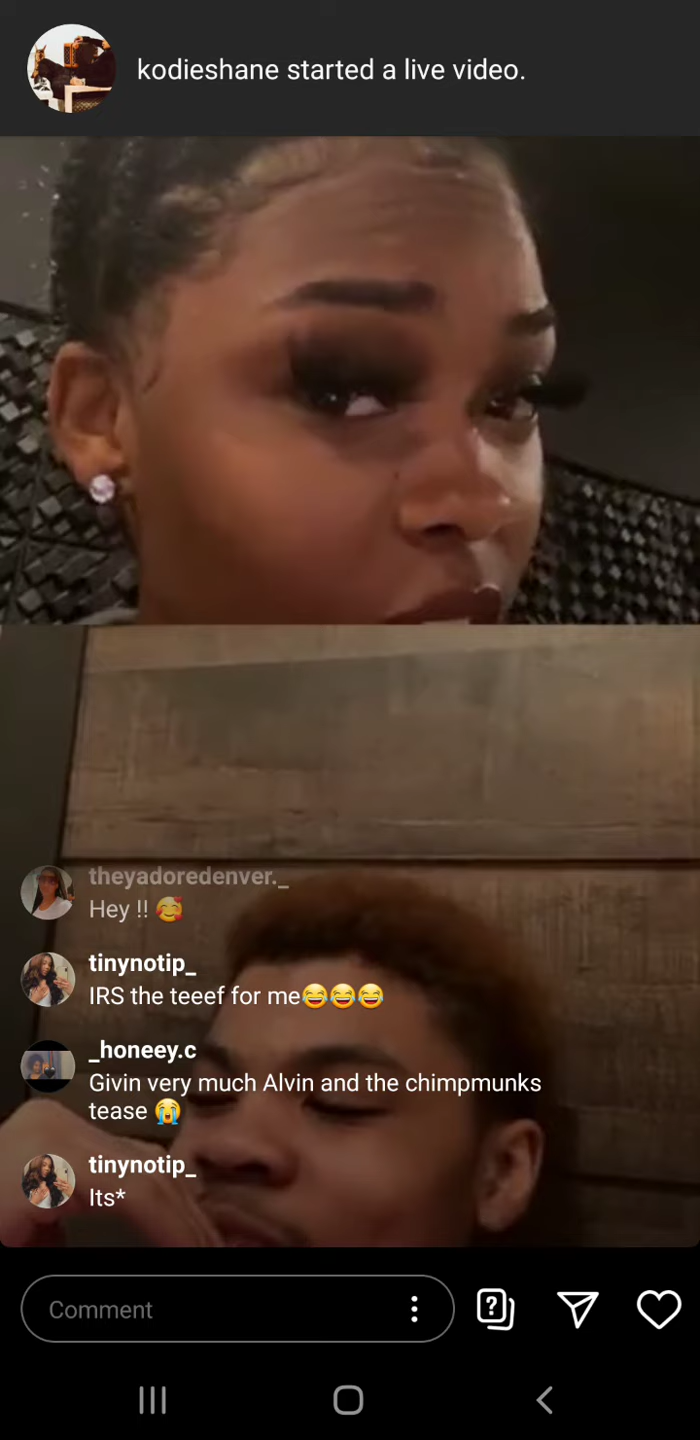 kodieshane started a live video.
theyadoredenver._
Hey !! 🥰
tinynotip_
IRS the teeef for me😂😂😂
_honeey.c
Givin very much Alvin and the chimpmunks
tease 😭
tinynotip_
Its*
Comment